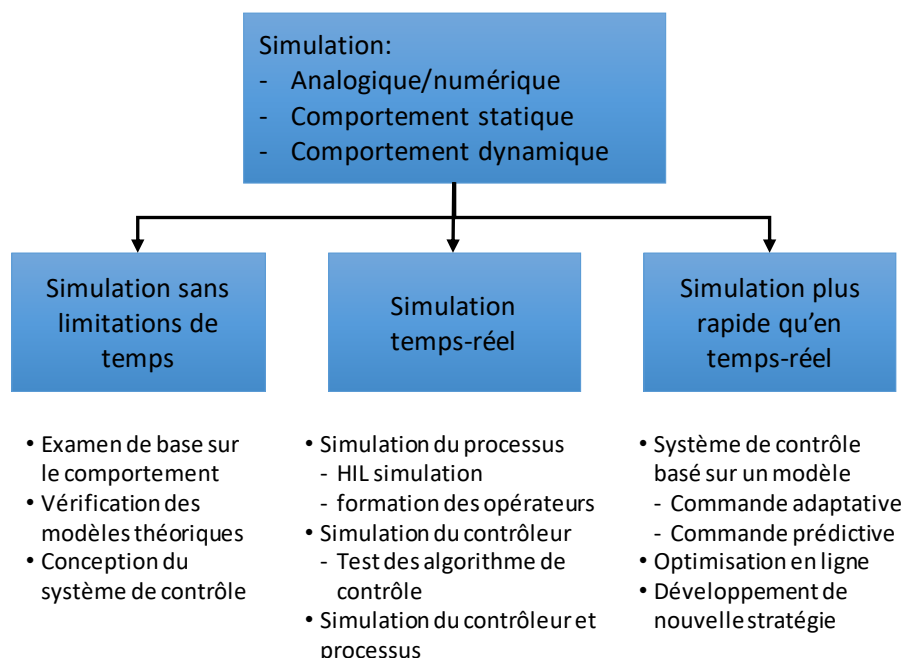 Simulation:
- Analogique/numérique
- Comportement statique
- Comportement dynamique
Simulation sans
limitations de
temps
Simulation
temps-réel
Simulation plus
rapide qu’en
temps-réel
• Examen de base sur
le comportement
• Vérification des
modèles théoriques
• Conception du
système de contrôle
• Simulation du processus
- HIL simulation
- formation des opérateurs
• Simulation du contrôleur
- Test des algorithme de
contrôle
• Simulation du contrôleur et
processus
• Système de contrôle
basé sur un modèle
- Commande adaptative
- Commande prédictive
• Optimisation en ligne
• Développement de
nouvelle stratégie